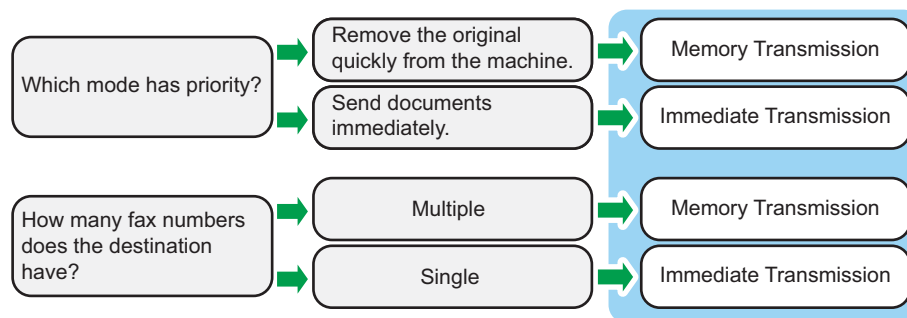 Which mode has priority?
Remove the original
quickly from the machine.
Memory Transmission
Send documents
immediately.
Immediate Transmission
How many fax numbers
does the destination
have?
Multiple
Memory Transmission
Single
Immediate Transmission